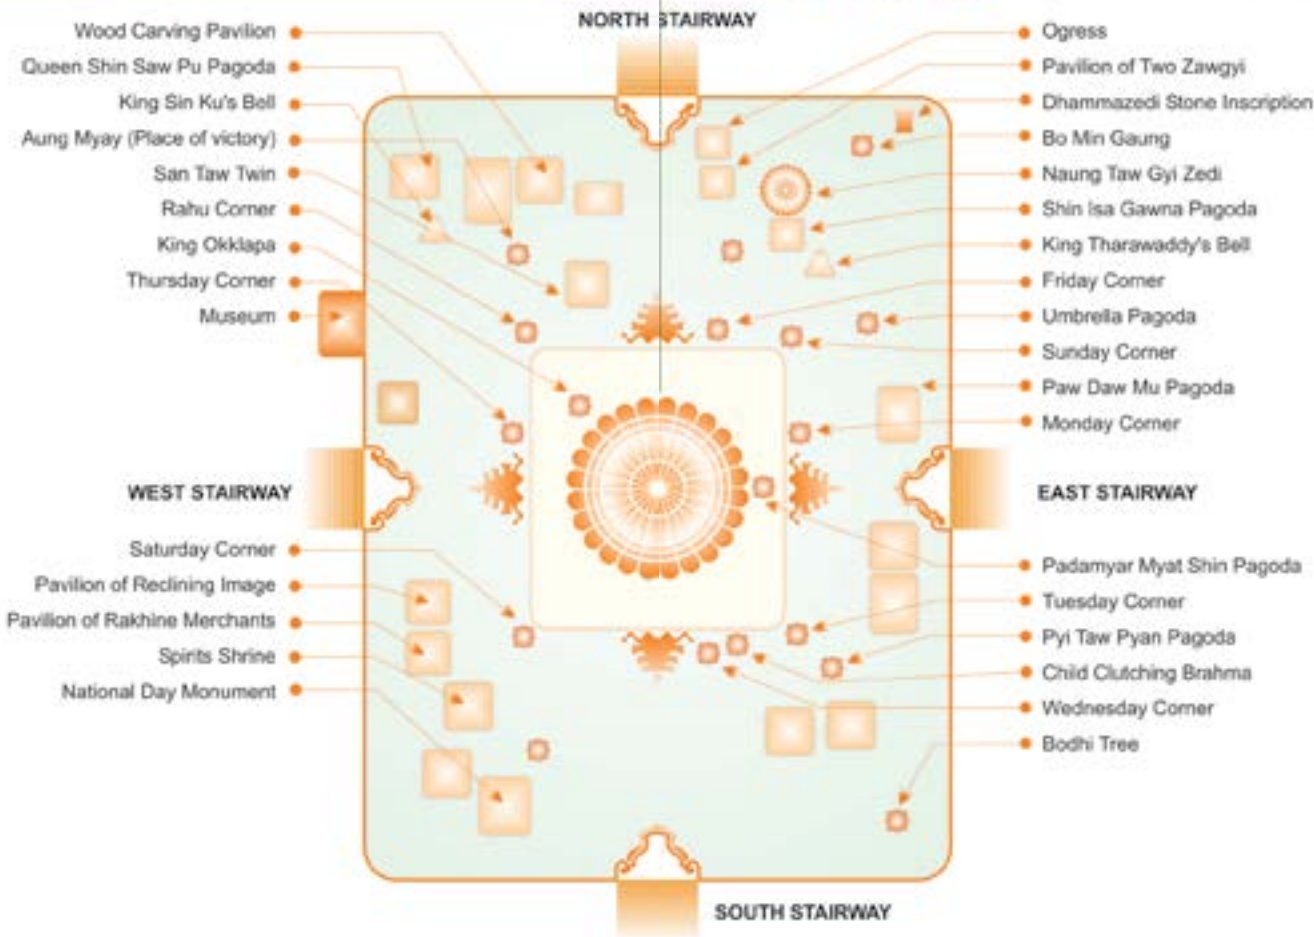 NORTH STAIRWAY
Wood Carving Pavilion
Queen Shin Saw Pu Pagoda
King Sin Ku's Bell
Aung Myay (Place of victory)
San Taw Twin
Rahu Corner
King Okklapa
Thursday Corner
Museum
WEST STAIRWAY
Saturday Corner
Pavilion of Reclining Image
Pavilion of Rakhine Merchants
Spirits Shrine
National Day Monument
Ogress
Pavilion of Two Zawgyi
Dhammazedi Stone Inscription
Bo Min Gaung
Naung Taw Gyi Zedi
Shin Isa Gawna Pagoda
King Tharawaddy's Bell
Friday Corner
Umbrella Pagoda
Sunday Corner
Paw Daw Mu Pagoda
Monday Corner
EAST STAIRWAY
Padamyar Myat Shin Pagoda
Tuesday Corner
Pyi Taw Pyan Pagoda
Child Clutching Brahma
Wednesday Corner
Bodhi Tree
SOUTH STAIRWAY